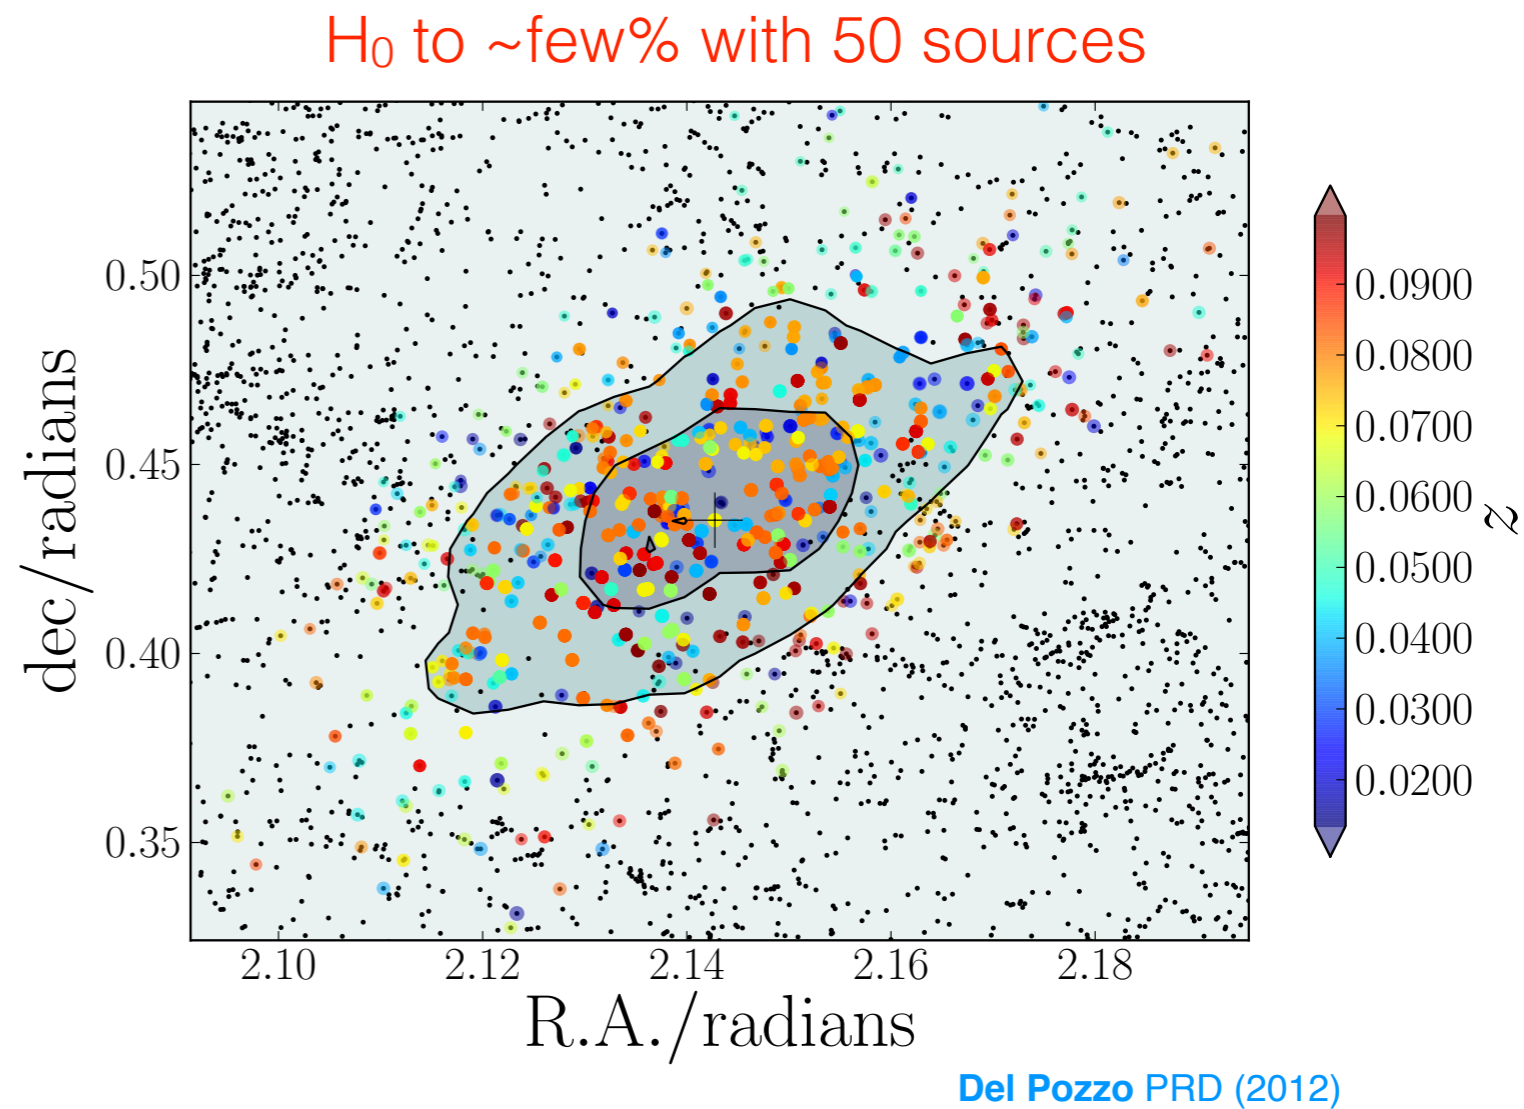 H₀ to ~few% with 50 sources
0.50
0.45
0.40
0.35
dec/radians
2.10 2.12 2.14 2.16 2.18
R.A./radians
0.0900
0.0800
0.0700
0.0600
0.0500
0.0400
0.0300
0.0200
z
Del Pozzo PRD (2012)